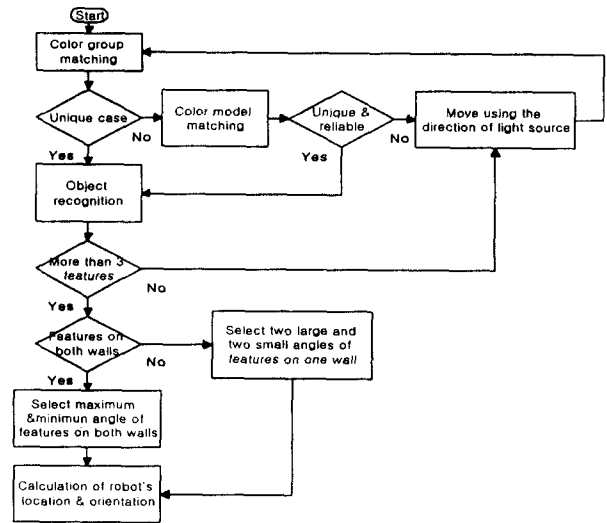 Start
Color group
matching
Unique case
No
Yes
Color model
matching
Unique &
reliable
No
Yes
Move using the
direction of light source
Object
recognition
More than 3
features
No
Yes
Features on
both walls
No
Yes
Select two large and
two small angles of
features on one wall
Select maximum
&minimun angle of
features on both walls
Calculation of robot's
location & orientation